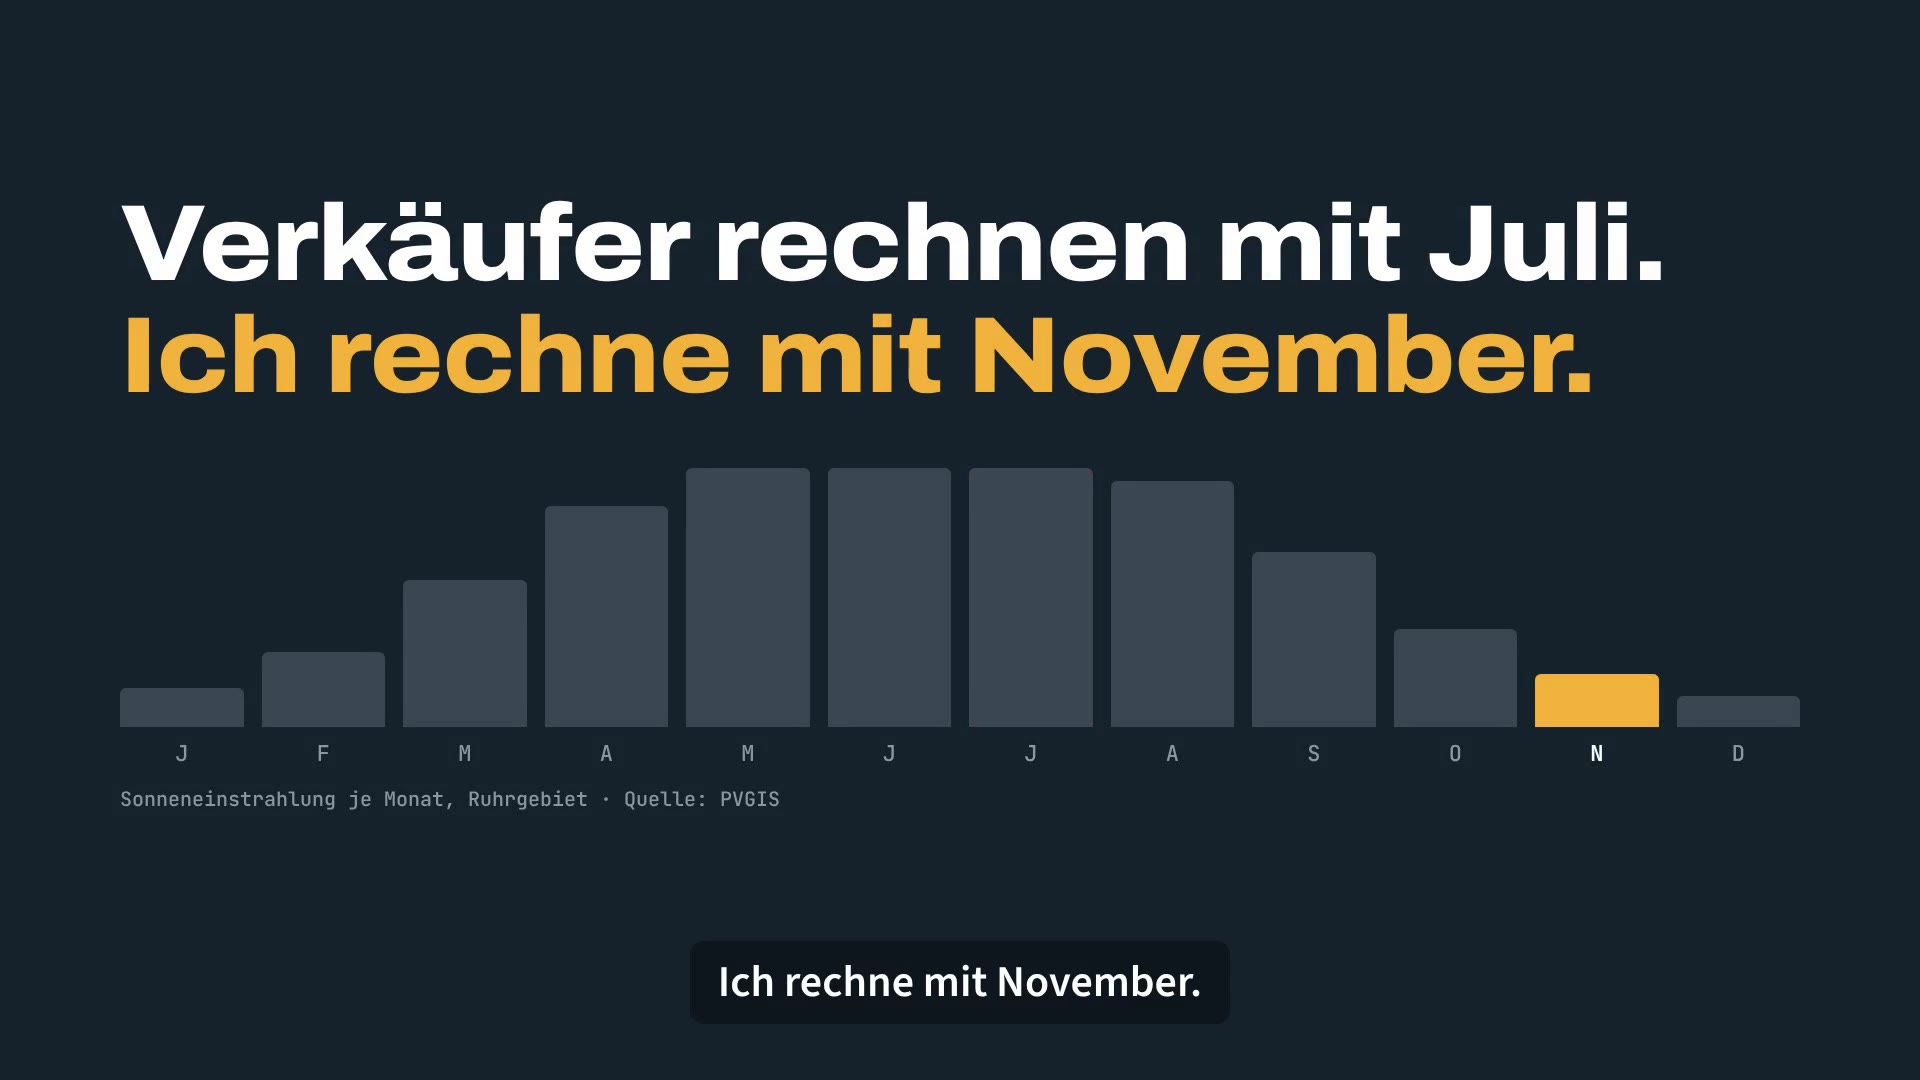 Verkäufer rechnen mit Juli.
Ich rechne mit November.
J F M A M J J A S O N D
Sonneneinstrahlung je Monat, Ruhrgebiet · Quelle: PVGIS
Ich rechne mit November.